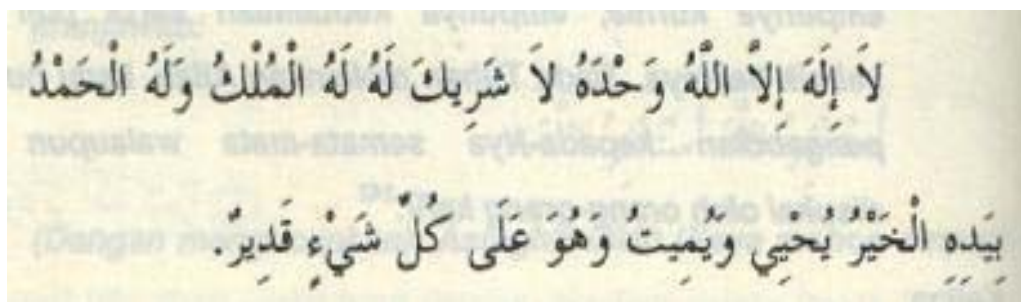 لاَ إِلَهَ إِلاَّ اللَّهُ وَحْدَهُ لاَ شَرِيكَ لَهُ لَهُ الْمُلْكُ وَلَهُ الْحَمْدُ
بِيَدِهِ الْخَيْرُ يُحْيِي وَيُمِيتُ وَهُوَ عَلَى كُلِّ شَيْءٍ قَدِيرٌ.